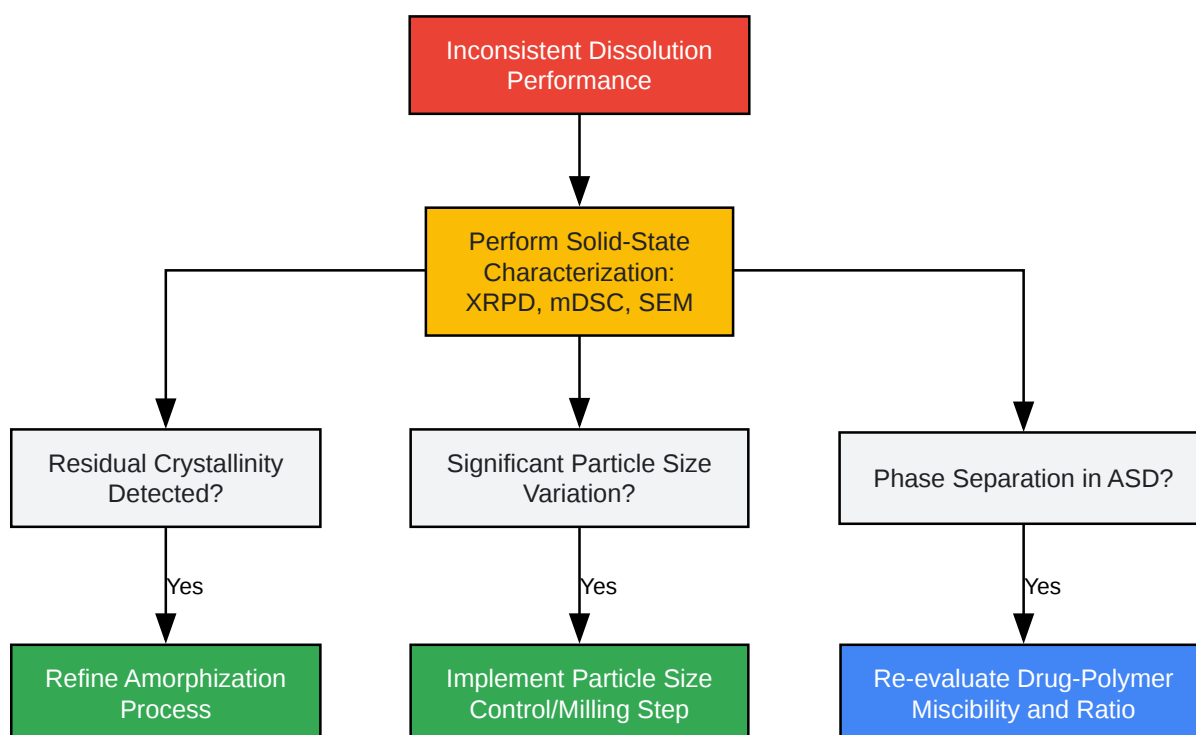 Inconsistent Dissolution
Performance
Perform Solid-State
Characterization:
XRPD, mDSC, SEM
Residual Crystallinity
Detected?
Significant Particle Size
Variation?
Phase Separation in ASD?
Yes
Yes
Yes
Refine Amorphization
Process
Implement Particle Size
Control/Milling Step
Re-evaluate Drug-Polymer
Miscibility and Ratio